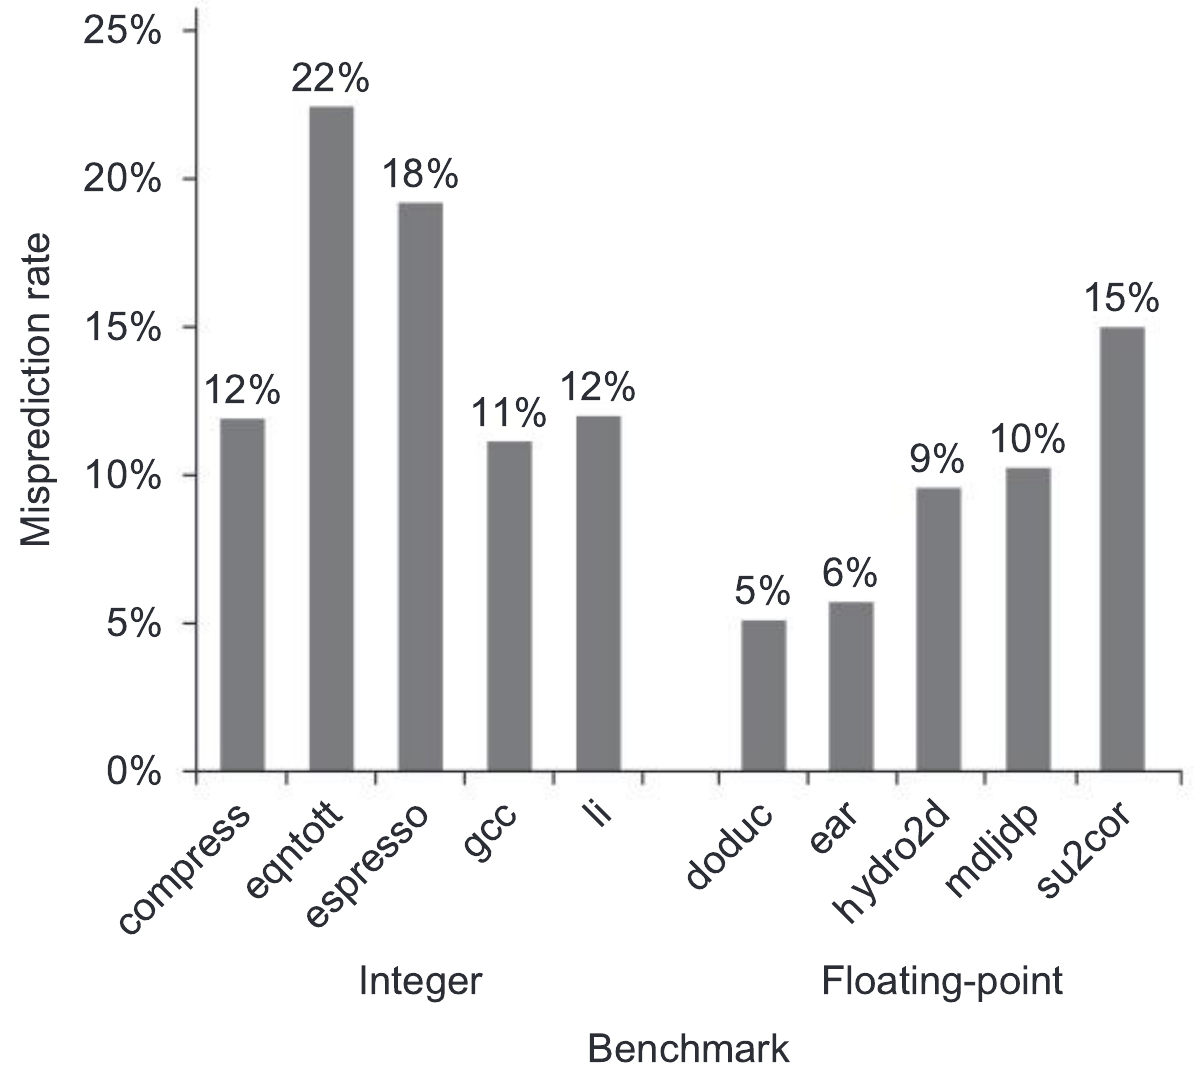 Misprediction rate
25%
20%
15%
10%
5%
0%
12%
22%
18%
11%
12%
5%
6%
9%
10%
15%
compress
eqntott
espresso
gcc
li
doduc
ear
hydro2d
mdljdp
su2cor
Integer
Floating-point
Benchmark